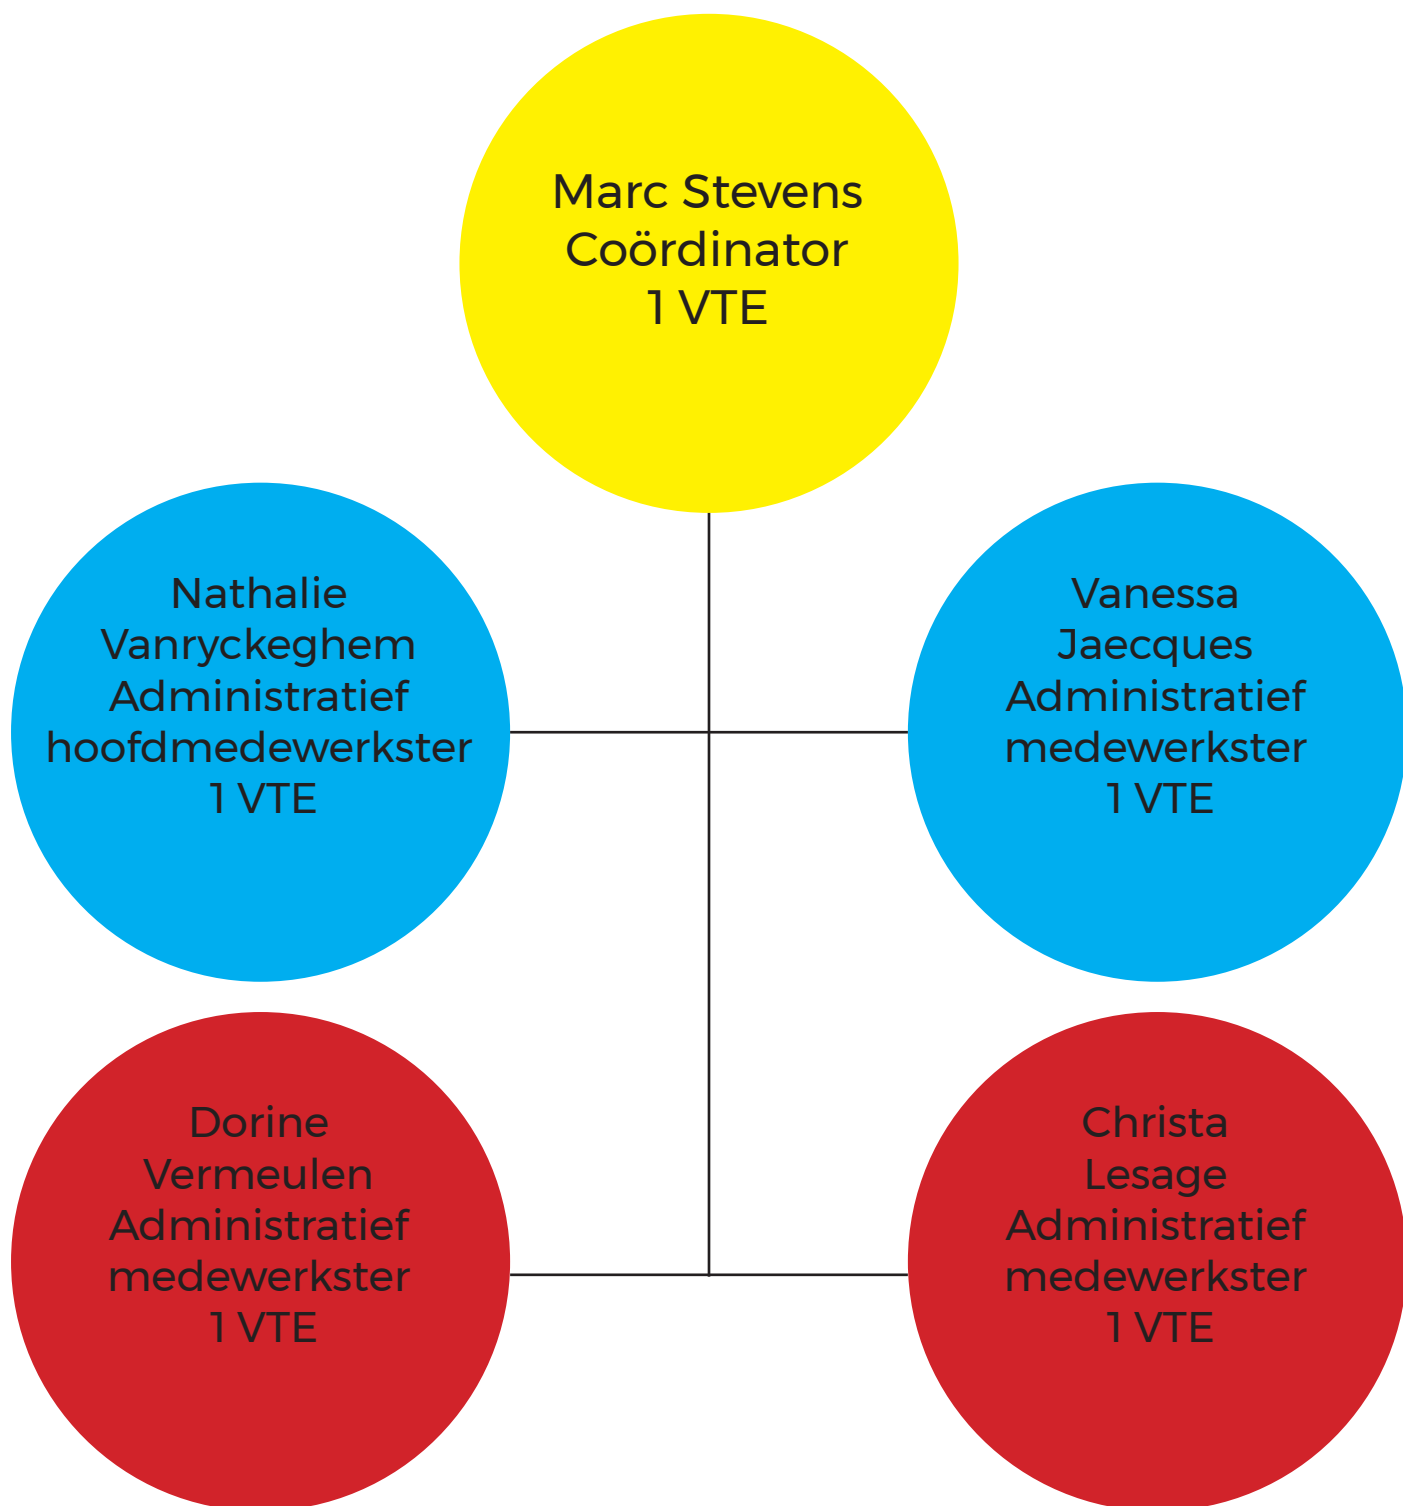 Marc Stevens
Coördinator
1 VTE
Nathalie
Vanryckeghem
Administratief
hoofdmedewerkster
1 VTE
Vanessa
Jaecques
Administratief
medewerkster
1 VTE
Dorine
Vermeulen
Administratief
medewerkster
1 VTE
Christa
Lesage
Administratief
medewerkster
1 VTE